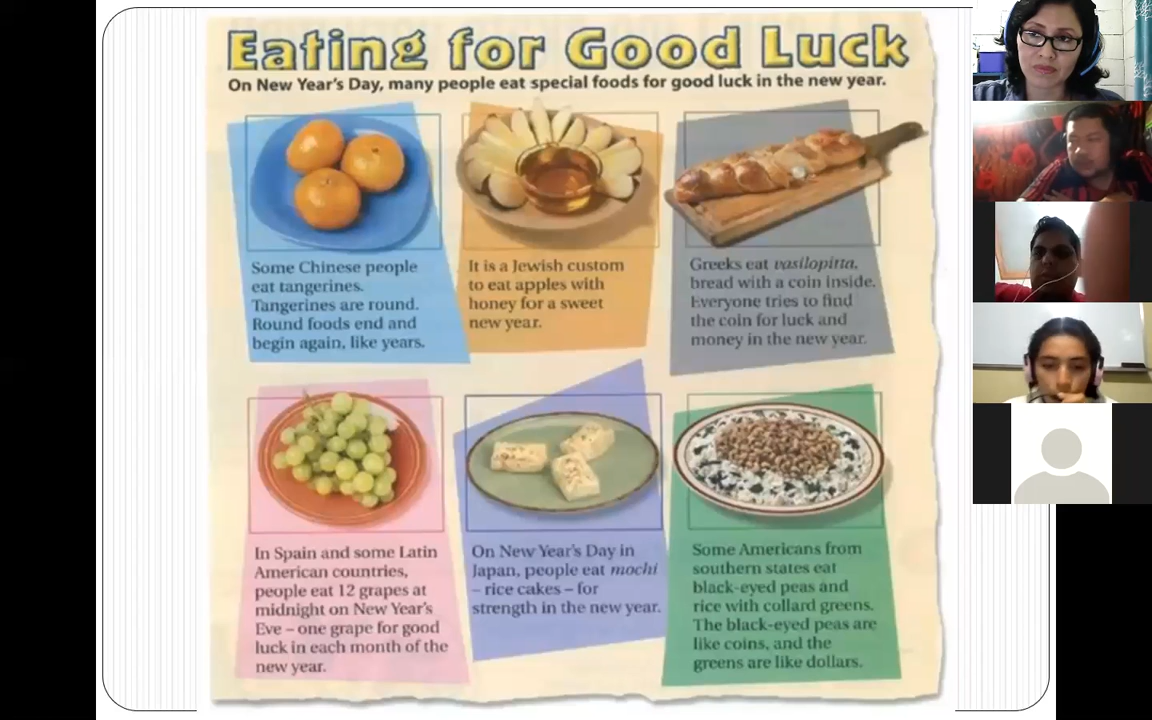 Eating for Good Luck
On New Year's Day, many people eat special foods for good luck in the new year.
Some Chinese people
eat tangerines.
Tangerines are round.
Round foods end and
begin again, like years.
It is a Jewish custom
to eat apples with
honey for a sweet
new year.
Greeks eat vasilopitta,
bread with a coin inside.
Everyone tries to find
the coin for luck and
money in the new year.
In Spain and some Latin
American countries,
people eat 12 grapes at
midnight on New Year's
Eve – one grape for good
luck in each month of the
new year.
On New Year's Day in
Japan, people eat mochi
– rice cakes – for
strength in the new year.
Some Americans from
southern states eat
black-eyed peas and
rice with collard greens.
The black-eyed peas are
like coins, and the
greens are like dollars.